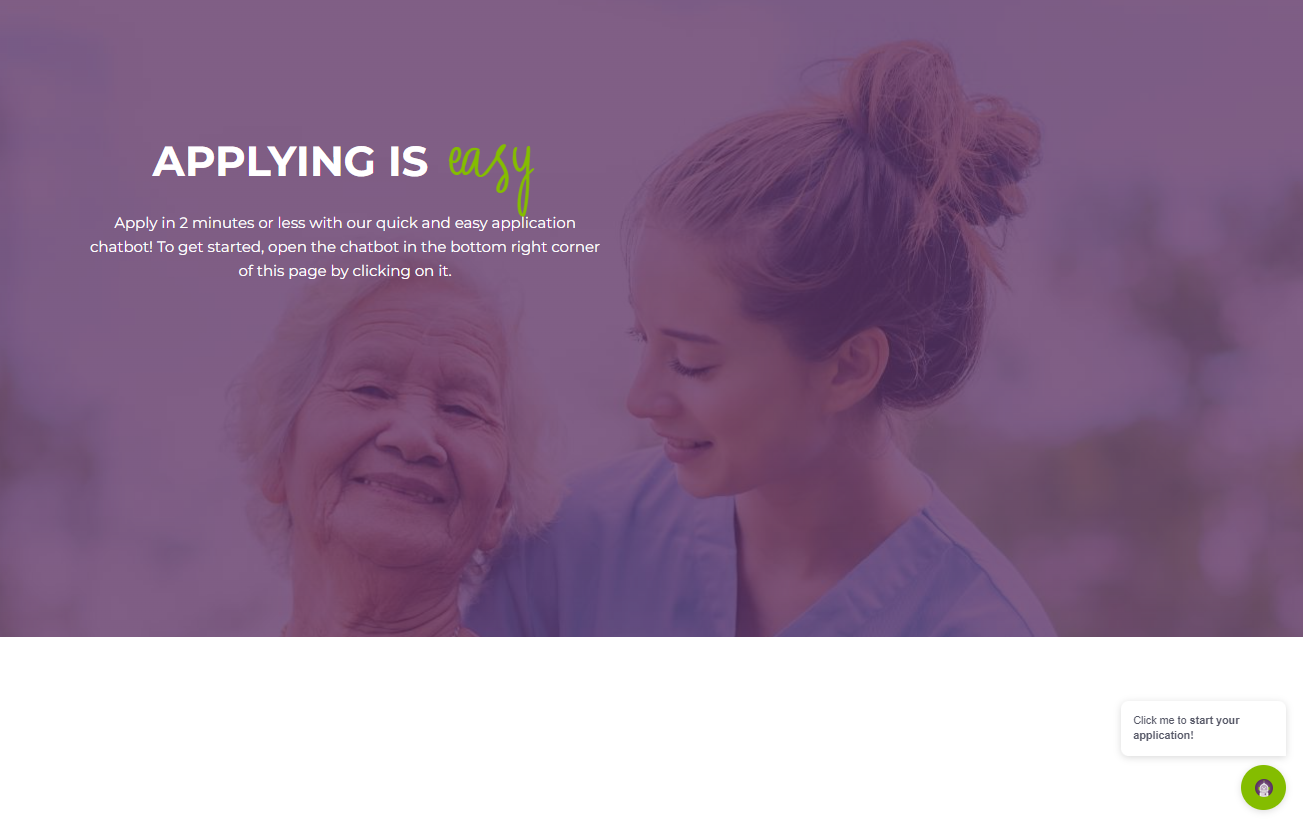 APPLYING IS easy
Apply in 2 minutes or less with our quick and easy application
chatbot! To get started, open the chatbot in the bottom right corner
of this page by clicking on it.
Click me to start your
application!